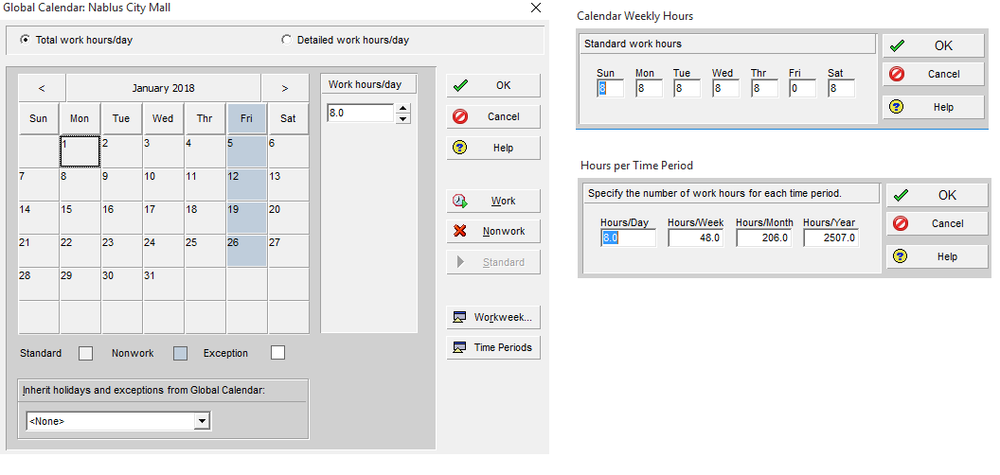 Global Calendar: Nablus City Mall
Total work hours/day
Detailed work hours/day
< January 2018 >
Sun Mon Tue Wed Thr Fri Sat
1 2 3 4 5 6
7 8 9 10 11 12 13
14 15 16 17 18 19 20
21 22 23 24 25 26 27
28 29 30 31
Standard Nonwork Exception
Inherit holidays and exceptions from Global Calendar:
<None>
Work hours/day
8.0
OK
Cancel
Help
Work
Nonwork
Standard
Workweek...
Time Periods
Calendar Weekly Hours
Standard work hours
Sun Mon Tue Wed Thr Fri Sat
8 8 8 8 8 0 8
OK
Cancel
Help
Hours per Time Period
Specify the number of work hours for each time period.
Hours/Day Hours/Week Hours/Month Hours/Year
8.0 48.0 206.0 2507.0
OK
Cancel
Help